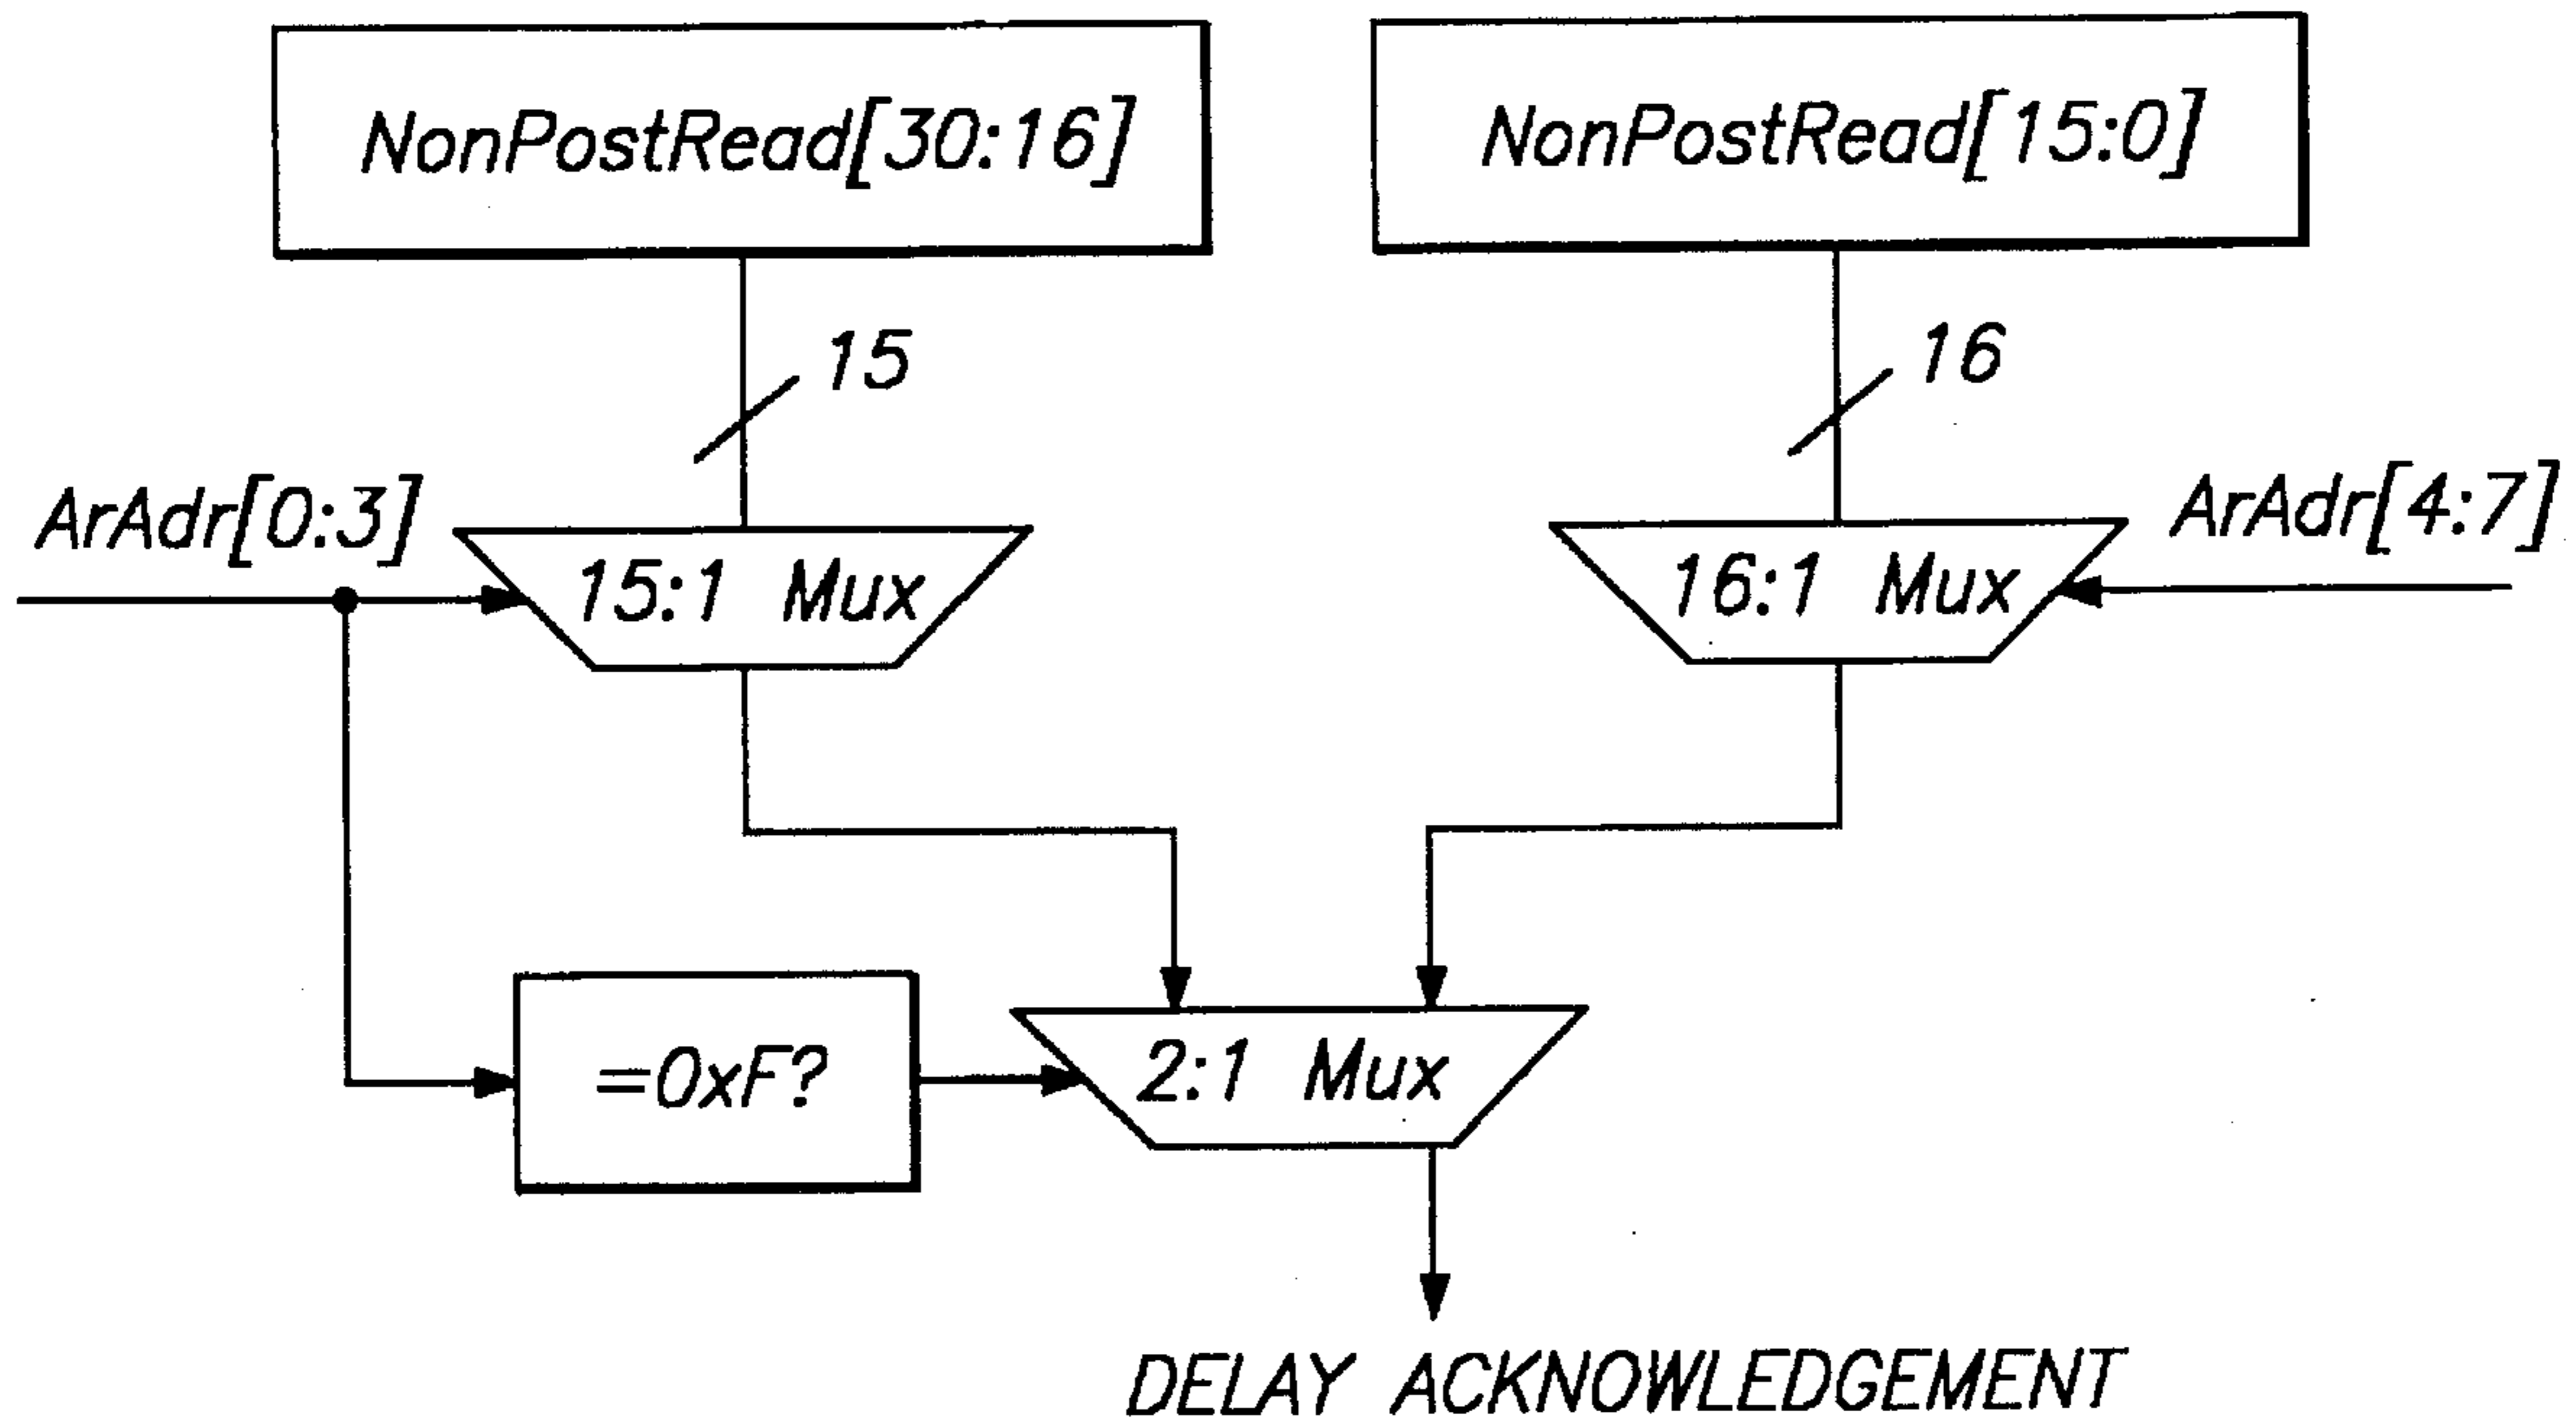 NonPostRead[30:16]
NonPostRead[15:0]
15
16
ArAdr[0:3]
ArAdr[4:7]
15:1 Mux
16:1 Mux
=0xF?
2:1 Mux
DELAY ACKNOWLEDGEMENT